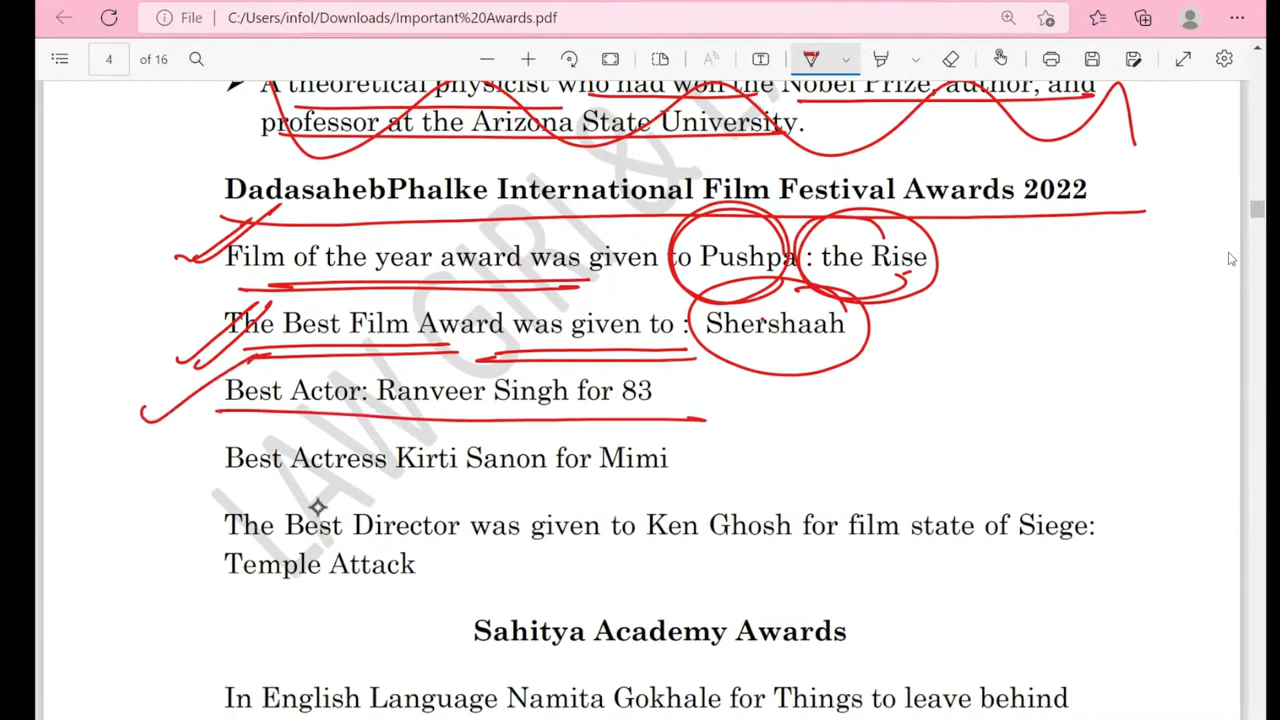 File
C:/Users/infol/Downloads/Important%20Awards.pdf
4 of 16
A theoretical physicist who had won the Nobel Prize, author, and
professor at the Arizona State University.
DadasahebPhalke International Film Festival Awards 2022
Film of the year award was given to Pushpa : the Rise
The Best Film Award was given to : Shershaah
Best Actor: Ranveer Singh for 83
Best Actress Kirti Sanon for Mimi
The Best Director was given to Ken Ghosh for film state of Siege:
Temple Attack
Sahitya Academy Awards
In English Language Namita Gokhale for Things to leave behind
LAW GIRI &